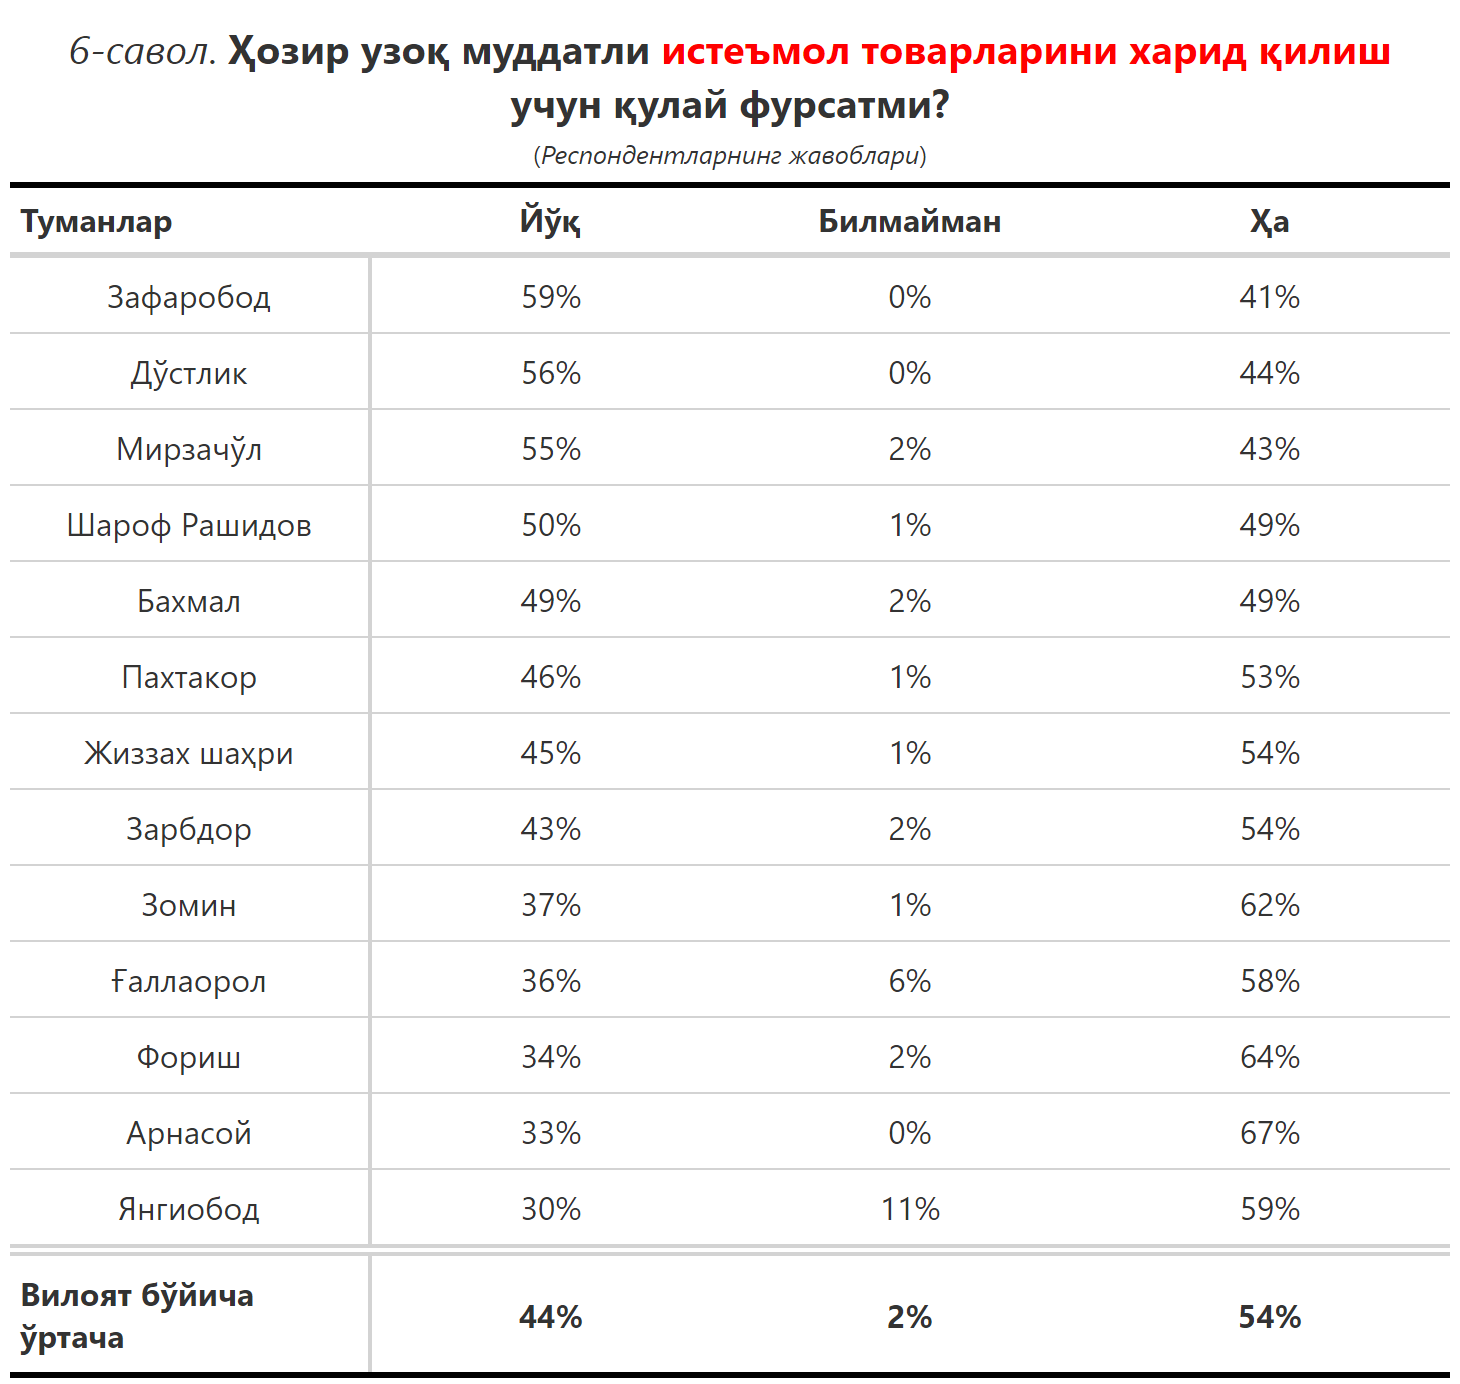 6-савол. Ҳозир узоқ муддатли истеъмол товарларини харид қилиш
учун қулай фурсатми?
(Респондентларнинг жавоблари)
Туманлар Йўқ Билмайман Ҳа
Зафаробод 59% 0% 41%
Дўстлик 56% 0% 44%
Мирзачўл 55% 2% 43%
Шароф Рашидов 50% 1% 49%
Бахмал 49% 2% 49%
Пахтакор 46% 1% 53%
Жиззах шаҳри 45% 1% 54%
Зарбдор 43% 2% 54%
Зомин 37% 1% 62%
Ғаллаорол 36% 6% 58%
Фориш 34% 2% 64%
Арнасой 33% 0% 67%
Янгиобод 30% 11% 59%
Вилоят бўйича
ўртача 44% 2% 54%